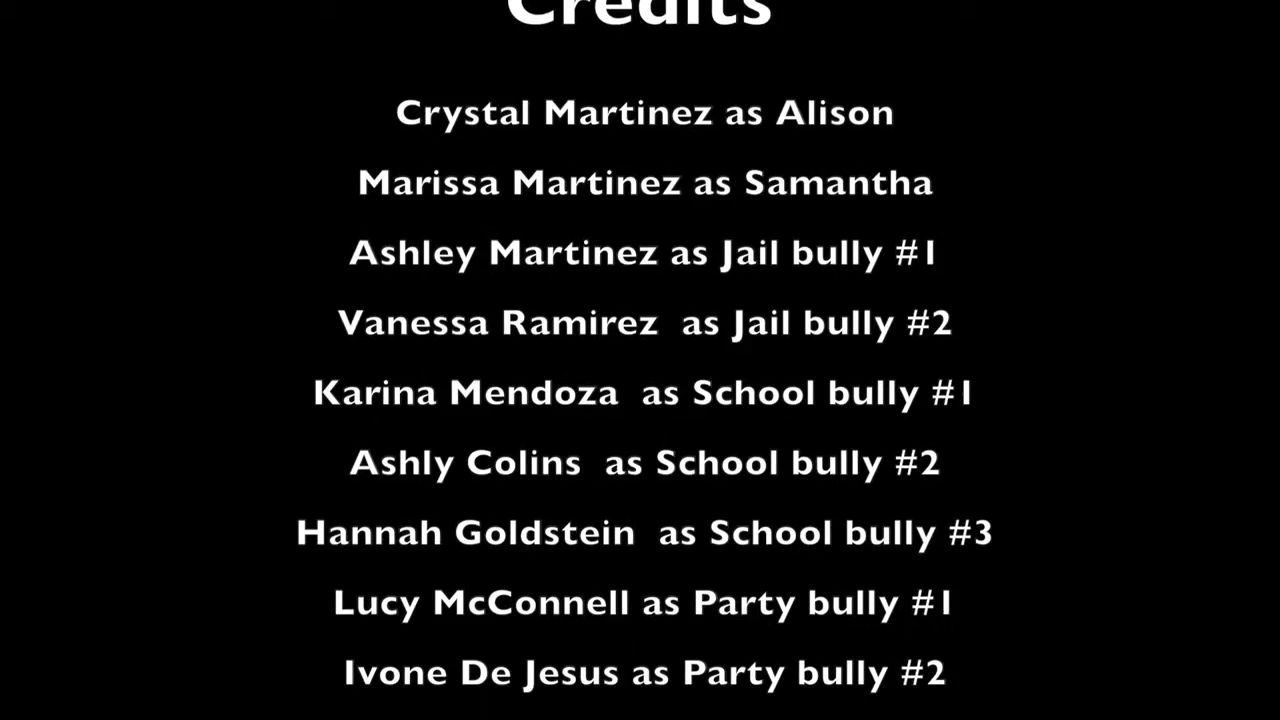 Credits
Crystal Martinez as Alison
Marissa Martinez as Samantha
Ashley Martinez as Jail bully #1
Vanessa Ramirez  as Jail bully #2
Karina Mendoza  as School bully #1
Ashly Colins  as School bully #2
Hannah Goldstein  as School bully #3
Lucy McConnell as Party bully #1
Ivone De Jesus as Party bully #2